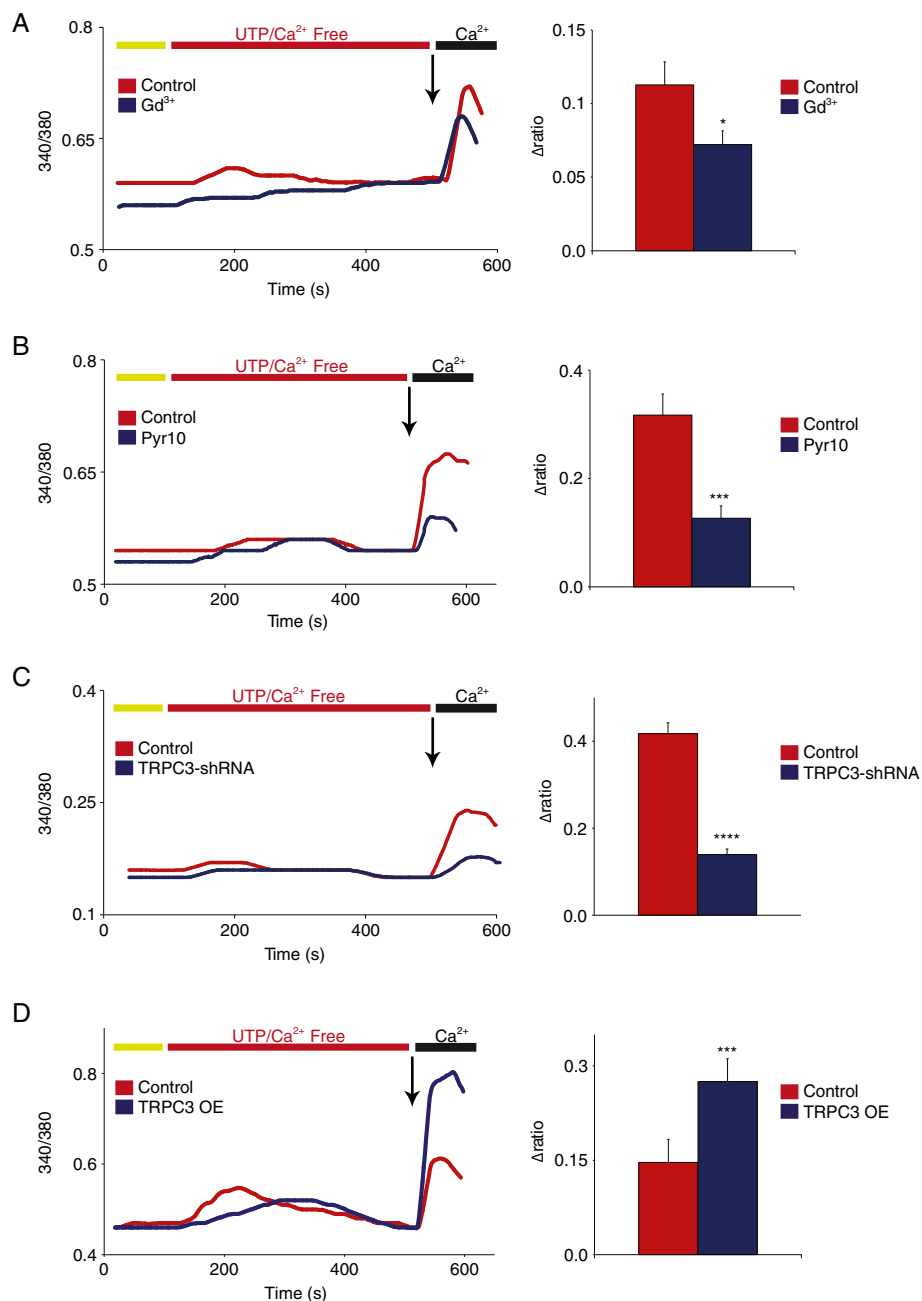 A
0.8
0.65
0.5
340/380
UTP/Ca²⁺ Free
Ca²⁺
Control
Gd³⁺
0
200
400
600
Time (s)
0.15
0.1
0.05
0.0
Δratio
*
Control
Gd³⁺
B
0.8
0.65
0.5
340/380
UTP/Ca²⁺ Free
Ca²⁺
Control
Pyr10
0
200
400
600
Time (s)
0.4
0.2
0.0
Δratio
***
Control
Pyr10
C
0.4
0.25
0.1
340/380
UTP/Ca²⁺ Free
Ca²⁺
Control
TRPC3-shRNA
0
200
400
600
Time (s)
0.4
0.2
0.0
Δratio
****
Control
TRPC3-shRNA
D
0.8
0.6
0.4
340/380
UTP/Ca²⁺ Free
Ca²⁺
Control
TRPC3 OE
0
200
400
600
Time (s)
0.3
0.15
0.0
Δratio
***
Control
TRPC3 OE